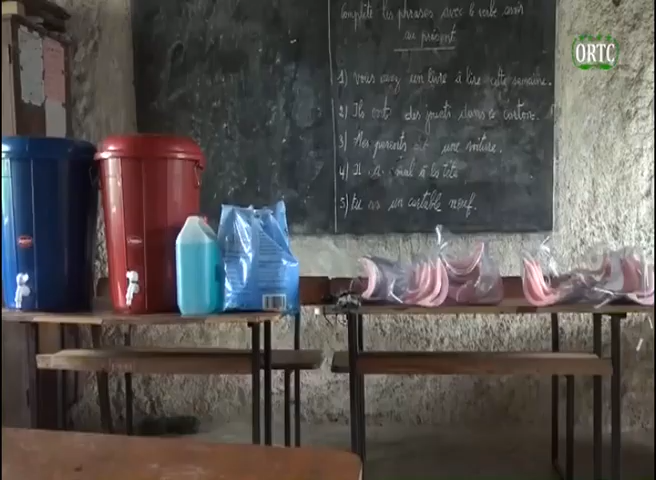 Complète les phrases avec le verbe avoir
au présent
ORTC
1) vous avez un livre à lire cette semaine.
2) Ils ont des jouets dans le carton.
3) Mes parents ont une voiture.
4) Il a mal à la tête
5) Tu as un cartable neuf.